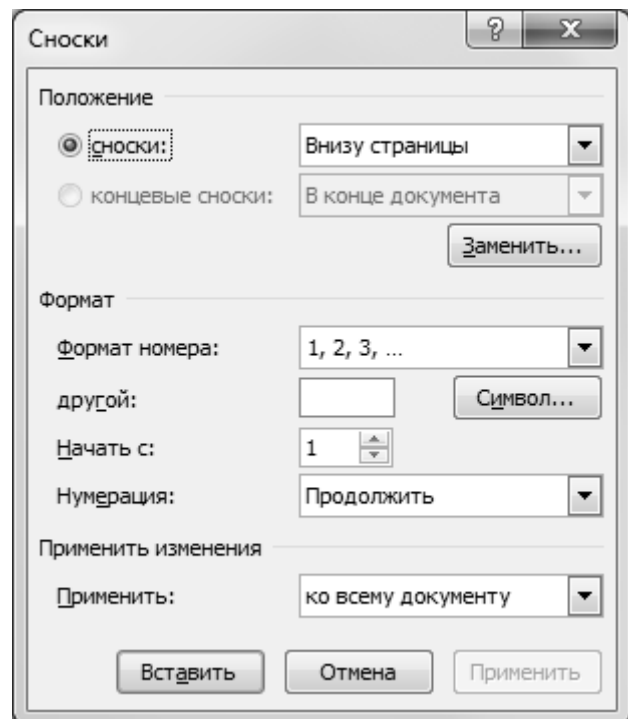 Сноски
Положение
сноски: Внизу страницы
концевые сноски: В конце документа
Заменить...
Формат
Формат номера: 1, 2, 3, ...
другой: Символ...
Начать с: 1
Нумерация: Продолжить
Применить изменения
Применить: ко всему документу
Вставить Отмена Применить